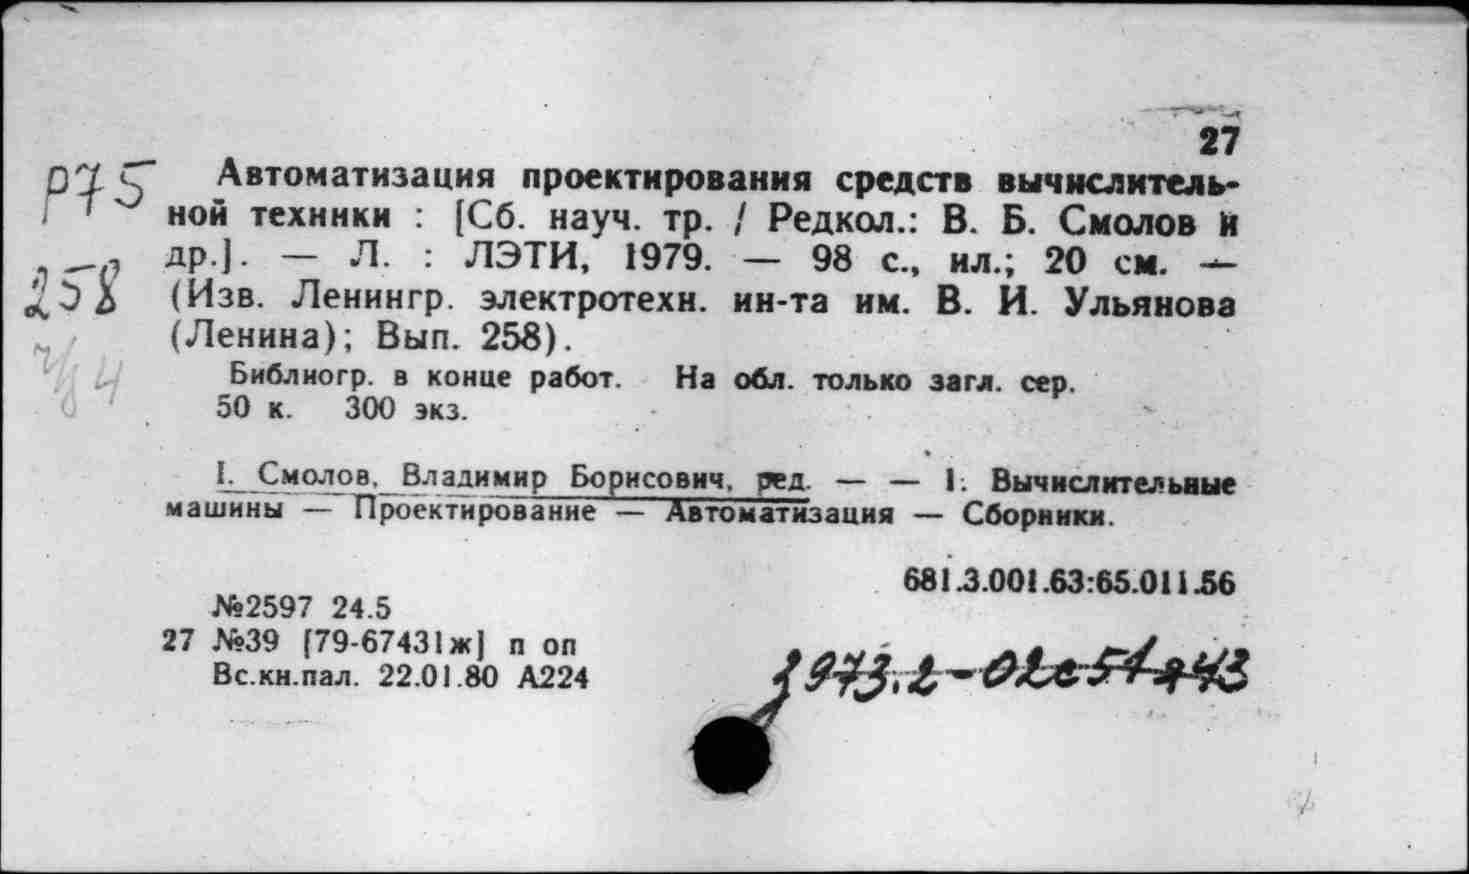 27
Р75 Автоматизация проектирования средств вычислитель-
ной техники : [Сб. науч. тр. / Редкол.: В. Б. Смолов и
др.]. — Л. : ЛЭТИ, 1979. — 98 с., ил.; 20 см. —
258 (Изв. Ленингр. электротехн. ин-та им. В. И. Ульянова
(Ленина); Вып. 258).
Библиогр. в конце работ. На обл. только загл. сер.
50 к. 300 экз.
I. Смолов, Владимир Борисович, ред. — — 1. Вычислительные
машины — Проектирование — Автоматизация — Сборники.
681.3.001.63:65.011.56
№2597 24.5
27 №39 [79-67431ж] п оп
Вс.кн.пал. 22.01.80 А224